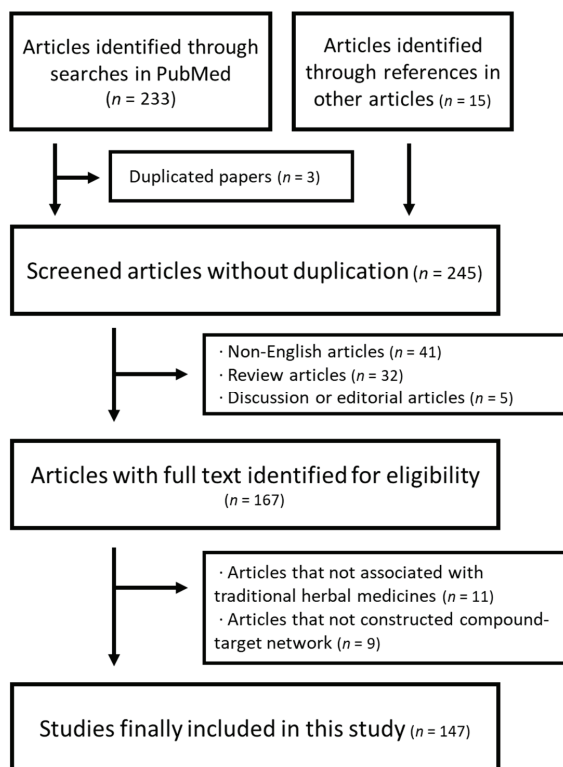 Articles identified through
searches in PubMed
(n = 233)
Articles identified
through references in
other articles (n = 15)
Duplicated papers (n = 3)
Screened articles without duplication (n = 245)
· Non-English articles (n = 41)
· Review articles (n = 32)
· Discussion or editorial articles (n = 5)
Articles with full text identified for eligibility
(n = 167)
· Articles that not associated with
traditional herbal medicines (n = 11)
· Articles that not constructed compound-
target network (n = 9)
Studies finally included in this study (n = 147)